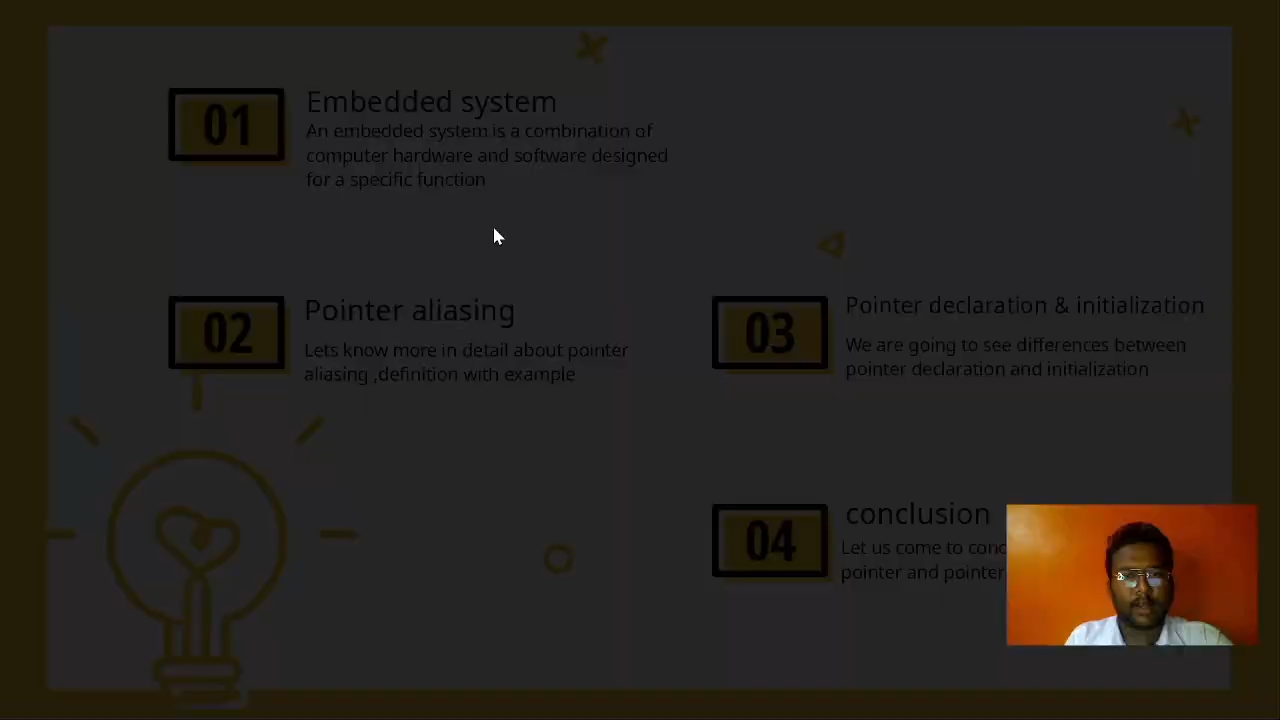 01
Embedded system
An embedded system is a combination of
computer hardware and software designed
for a specific function
02
Pointer aliasing
Lets know more in detail about pointer
aliasing ,definition with example
03
Pointer declaration & initialization
We are going to see differences between
pointer declaration and initialization
04
conclusion
Let us come to
pointer and pointer